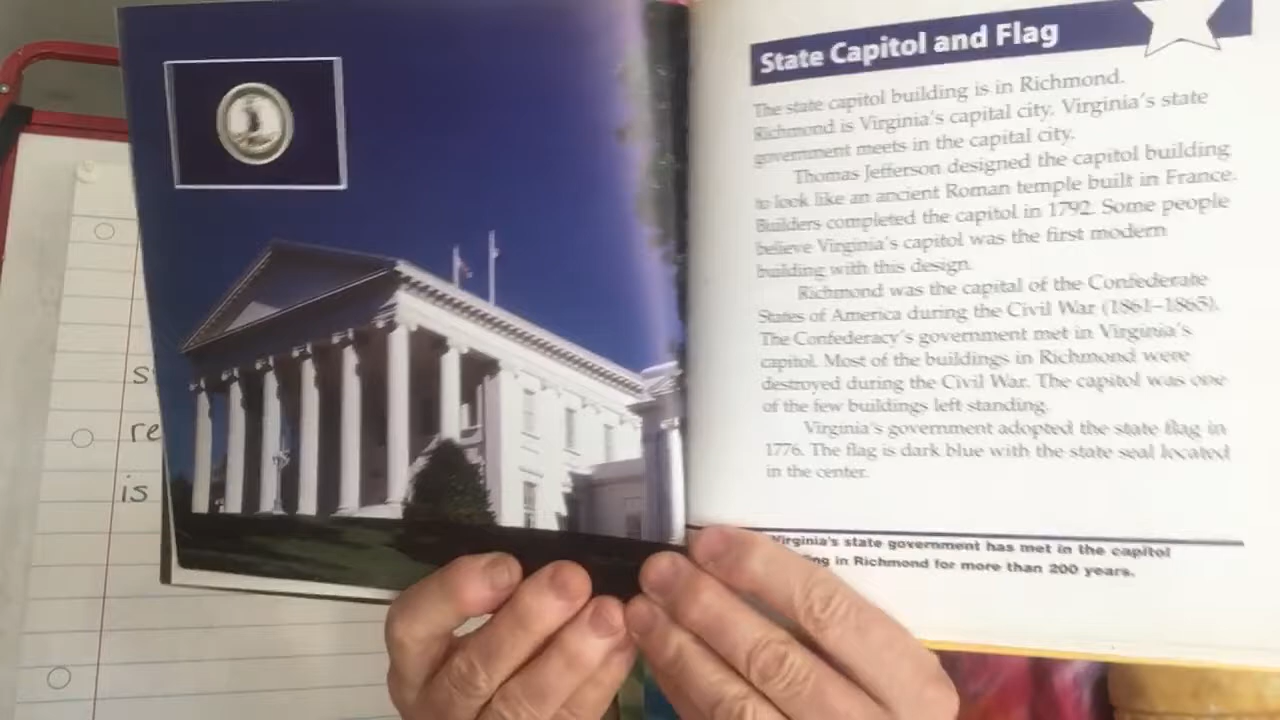 State Capitol and Flag
The state capitol building is in Richmond.
Richmond is Virginia's capital city. Virginia's state
government meets in the capital city.
Thomas Jefferson designed the capitol building
to look like an ancient Roman temple built in France.
Builders completed the capitol in 1792. Some people
believe Virginia's capitol was the first modern
building with this design.
Richmond was the capital of the Confederate
States of America during the Civil War (1861–1865).
The Confederacy's government met in Virginia's
capitol. Most of the buildings in Richmond were
destroyed during the Civil War. The capitol was one
of the few buildings left standing.
Virginia's government adopted the state flag in
1776. The flag is dark blue with the state seal located
in the center.
Virginia's state government has met in the capitol
ng in Richmond for more than 200 years.
s
re
is